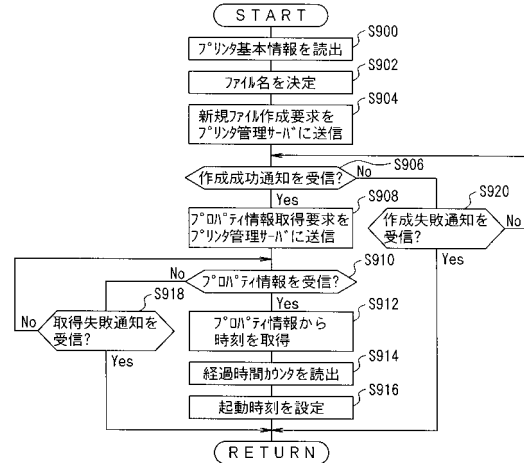 START
S900
プリンタ基本情報を読出
S902
ファイル名を決定
S904
新規ファイル作成要求を
プリンタ管理サーバに送信
S906
作成成功通知を受信?
No
Yes
S908
プロパティ情報取得要求を
プリンタ管理サーバに送信
S920
作成失敗通知を
受信?
No
Yes
S910
プロパティ情報を受信?
No
Yes
S918
取得失敗通知を
受信?
No
Yes
S912
プロパティ情報から
時刻を取得
S914
経過時間カウンタを読出
S916
起動時刻を設定
RETURN